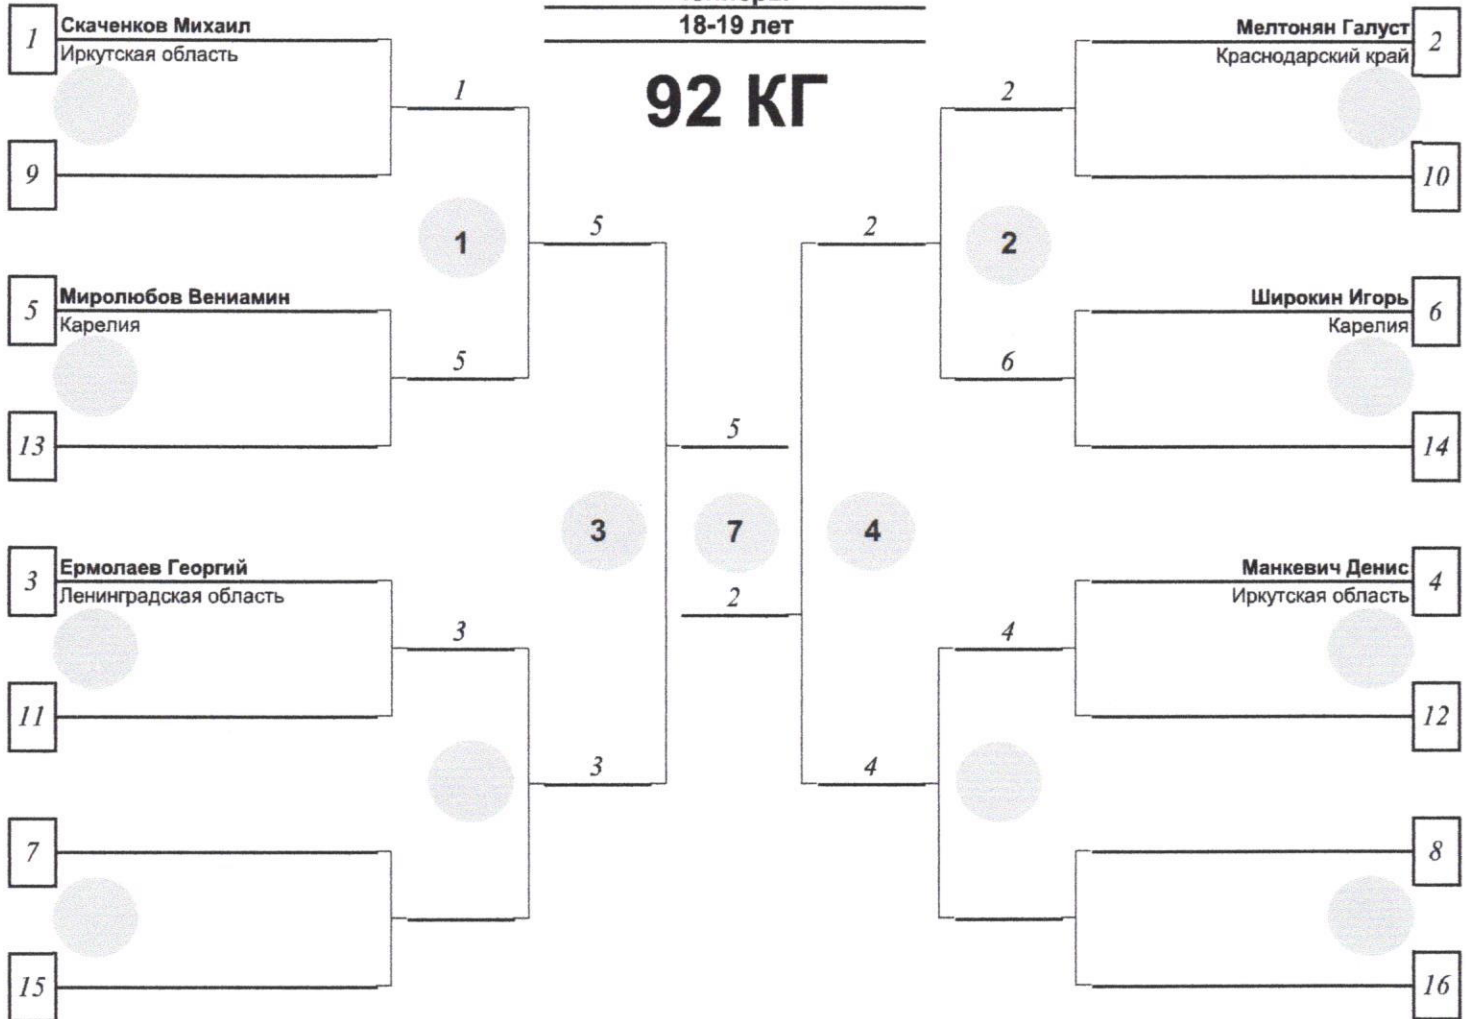 18-19 лет
92 КГ
1
Скаченков Михаил
Иркутская область
9
1
5
Миролюбов Вениамин
Карелия
13
5
1
5
3
Ермолаев Георгий
Ленинградская область
11
3
7
15
3
3
5
7
2
4
2
Мелтонян Галуст
Краснодарский край
10
2
2
2
6
Широкин Игорь
Карелия
14
6
4
Манкевич Денис
Иркутская область
12
4
4
8
16